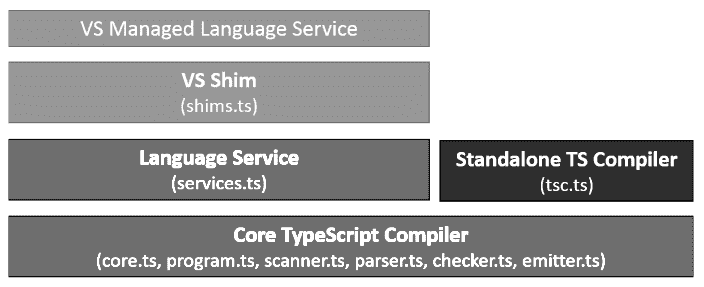 VS Managed Language Service
VS Shim
(shims.ts)
Language Service
(services.ts)
Standalone TS Compiler
(tsc.ts)
Core TypeScript Compiler
(core.ts, program.ts, scanner.ts, parser.ts, checker.ts, emitter.ts)